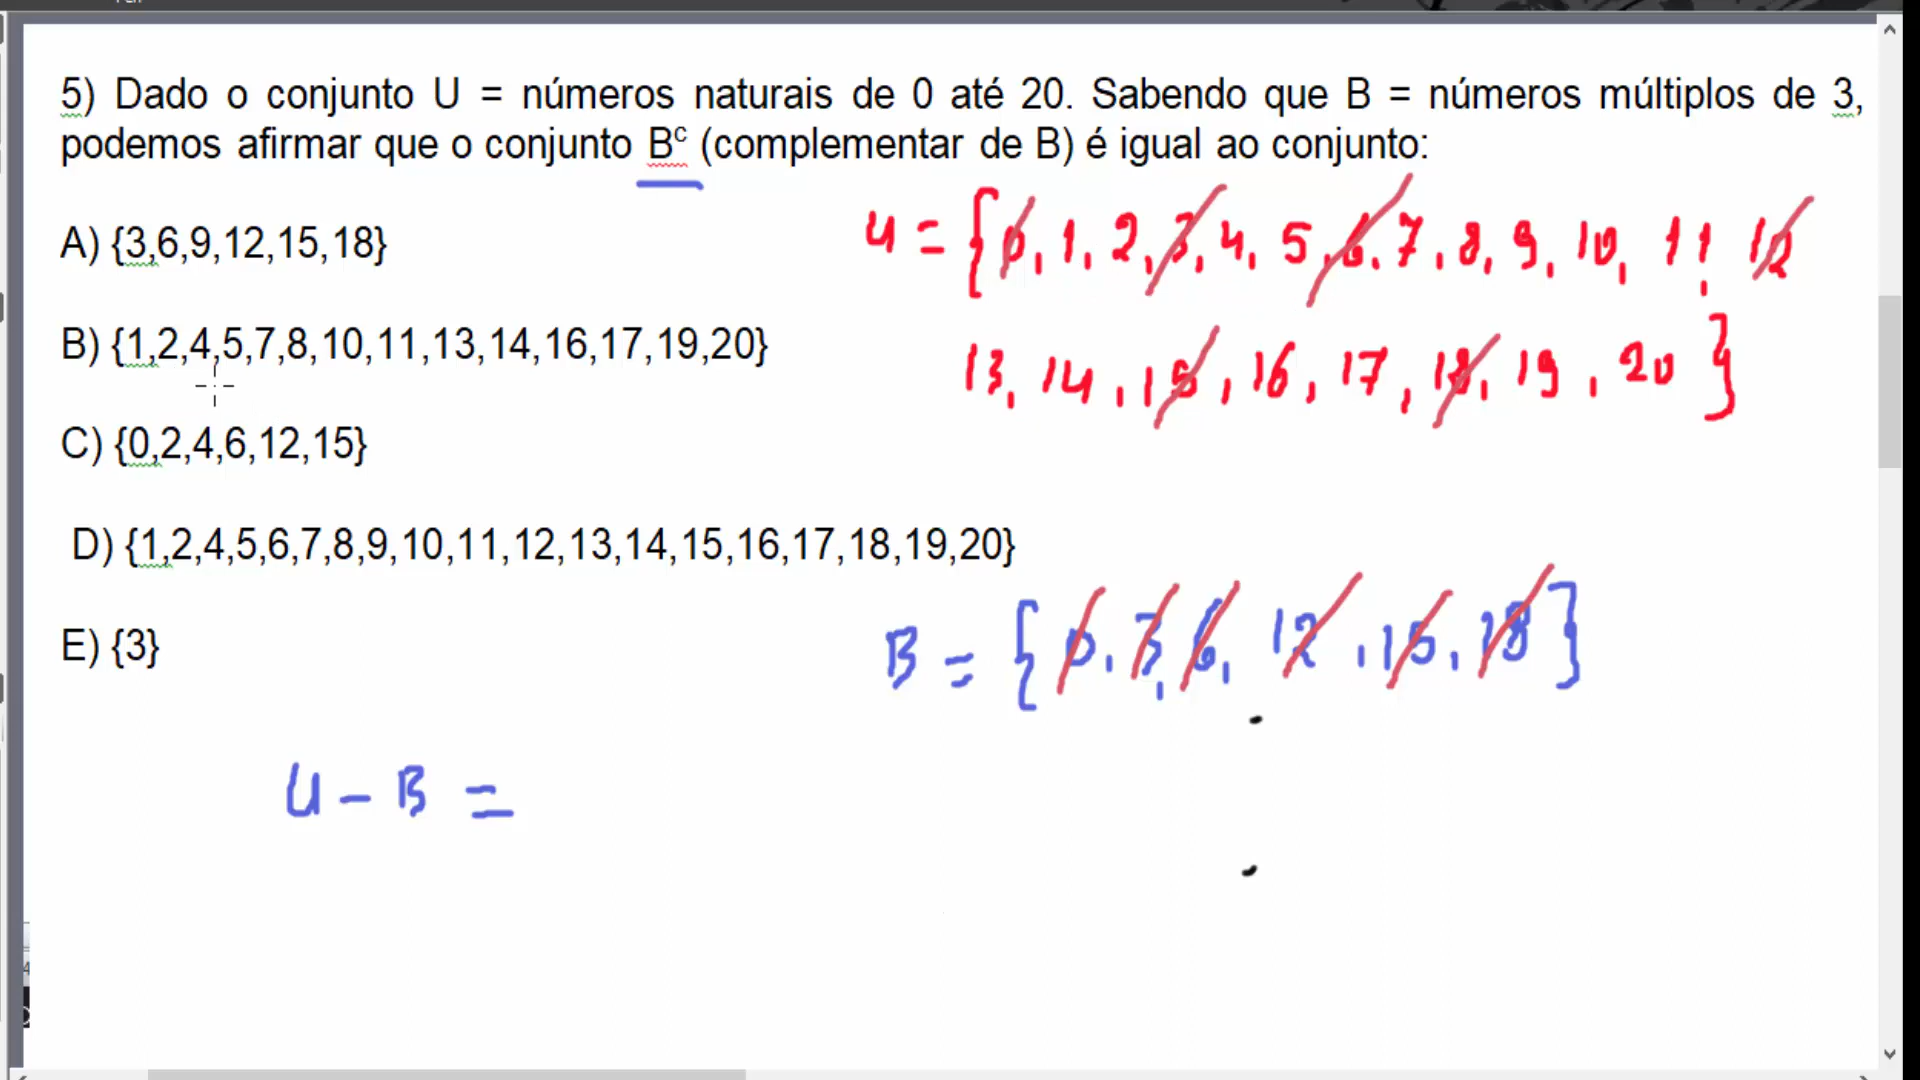 5) Dado o conjunto U = números naturais de 0 até 20. Sabendo que B = números múltiplos de 3,
podemos afirmar que o conjunto Bᶜ (complementar de B) é igual ao conjunto:
A) {3,6,9,12,15,18}
B) {1,2,4,5,7,8,10,11,13,14,16,17,19,20}
C) {0,2,4,6,12,15}
D) {1,2,4,5,6,7,8,9,10,11,12,13,14,15,16,17,18,19,20}
E) {3}
U = {0, 1, 2, 3, 4, 5, 6, 7, 8, 9, 10, 11, 12
13, 14, 15, 16, 17, 18, 19, 20}
B = {0, 3, 6, 12, 15, 18}
U - B =